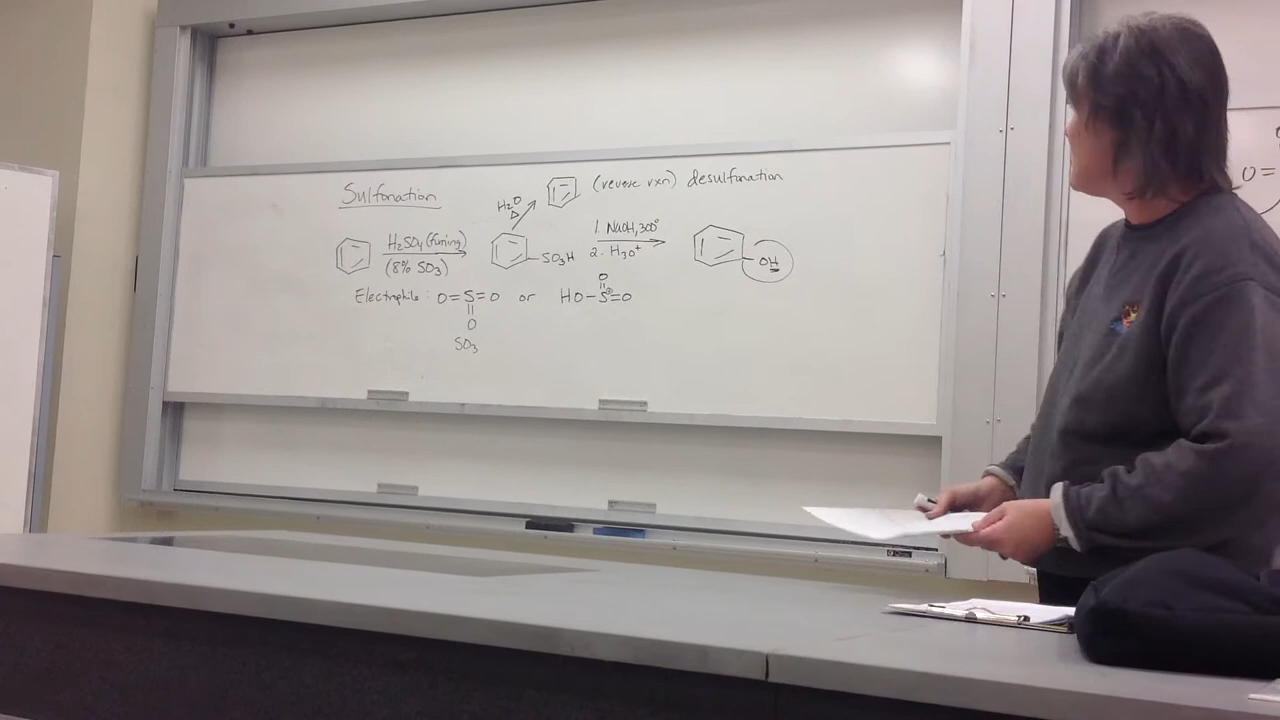 Sulfonation
(reverse rxn) desulfonation
H₂O
Δ
H₂SO₄ (fuming)
(8% SO₃)
SO₃H
1. NaOH, 300°
2. H₃O⁺
OH
Electrophile: O=S=O or HO-S⊕=O
O
O
SO₃
O=